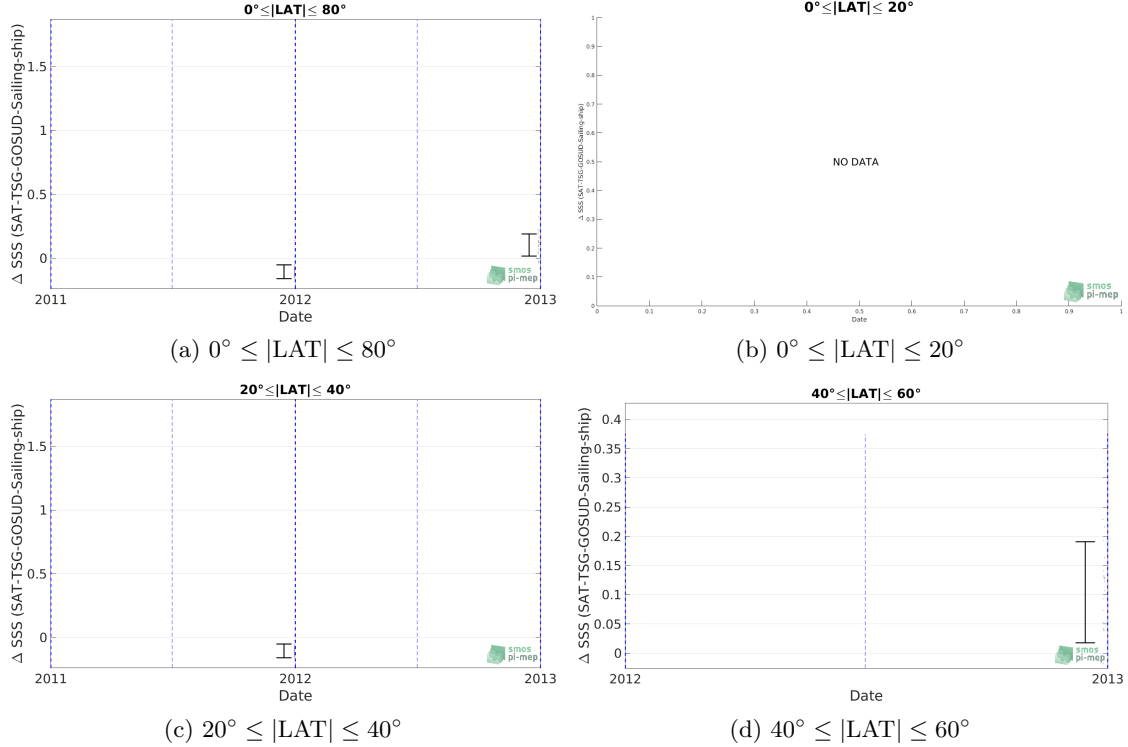 0°≤|LAT|≤ 80°
Δ SSS (SAT-TSG-GOSUD-Sailing-ship)
1.5
1
0.5
0
smos
pi-mep
2011
2012
2013
Date
(a) 0° ≤ |LAT| ≤ 80°
0°≤|LAT|≤ 20°
Δ SSS (SAT-TSG-GOSUD-Sailing-ship)
1
0.9
0.8
0.7
0.6
0.5
0.4
0.3
0.2
0.1
0
NO DATA
smos
pi-mep
0
0.1
0.2
0.3
0.4
0.5
0.6
0.7
0.8
0.9
1
Date
(b) 0° ≤ |LAT| ≤ 20°
20°≤|LAT|≤ 40°
Δ SSS (SAT-TSG-GOSUD-Sailing-ship)
1.5
1
0.5
0
smos
pi-mep
2011
2012
2013
Date
(c) 20° ≤ |LAT| ≤ 40°
40°≤|LAT|≤ 60°
Δ SSS (SAT-TSG-GOSUD-Sailing-ship)
0.4
0.35
0.3
0.25
0.2
0.15
0.1
0.05
0
smos
pi-mep
2012
2013
Date
(d) 40° ≤ |LAT| ≤ 60°